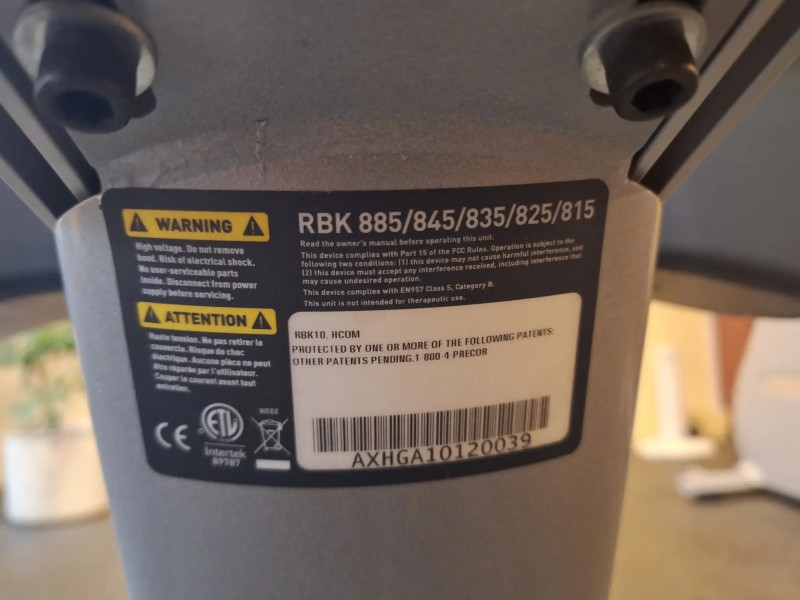 WARNING
High voltage. Do not remove
hood. Risk of electrical shock.
No user-serviceable parts
inside. Disconnect from power
supply before servicing.
ATTENTION
Haute tension. Ne pas retirer le
couvercle. Risque de choc
électrique. Aucune pièce ne peut
être réparée par l'utilisateur.
Couper le courant avant tout
entretien.
CE
ETL
Intertek
89787
WEEE
RBK 885/845/835/825/815
Read the owner's manual before operating this unit.
This device complies with Part 15 of the FCC Rules. Operation is subject to the
following two conditions: (1) this device may not cause harmful interference, and
(2) this device must accept any interference received, including interference that
may cause undesired operation.
This device complies with EN957 Class S, Category B.
This unit is not intended for therapeutic use.
RBK10, HCOM
PROTECTED BY ONE OR MORE OF THE FOLLOWING PATENTS:
OTHER PATENTS PENDING.1-800-4-PRECOR
AXHGA10120039